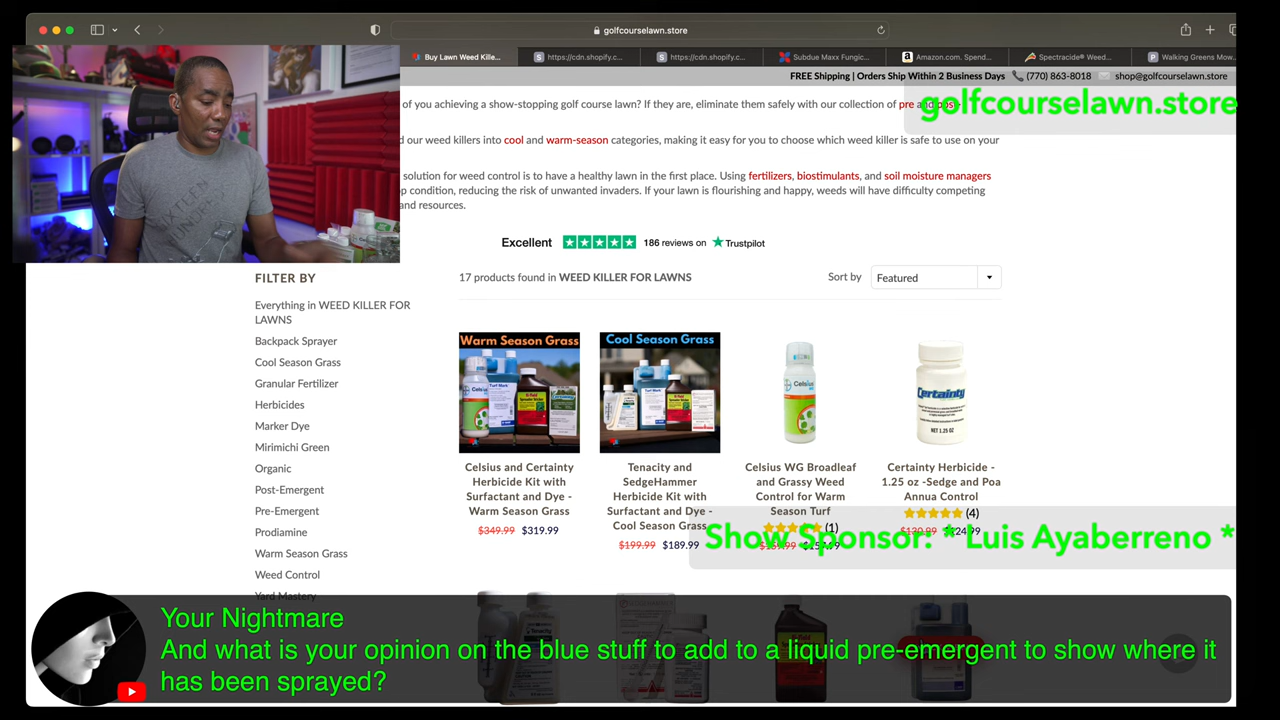 golfcourselawn.store
Buy Lawn Weed Kille...
https://cdn.shopify.c...
https://cdn.shopify.c...
Subdue Maxx Fungic...
Amazon.com. Spend...
Spectracide® Weed...
Walking Greens Mow...
FREE Shipping | Orders Ship Within 2 Business Days (770) 863-8018 shop@golfcourselawn.store
of you achieving a show-stopping golf course lawn? If they are, eliminate them safely with our collection of pre and
golfcourselawn.store
d our weed killers into cool and warm-season categories, making it easy for you to choose which weed killer is safe to use on your
solution for weed control is to have a healthy lawn in the first place. Using fertilizers, biostimulants, and soil moisture managers
p condition, reducing the risk of unwanted invaders. If your lawn is flourishing and happy, weeds will have difficulty competing
and resources.
Excellent 186 reviews on Trustpilot
FILTER BY
17 products found in WEED KILLER FOR LAWNS
Sort by Featured
Everything in WEED KILLER FOR
LAWNS
Backpack Sprayer
Cool Season Grass
Granular Fertilizer
Herbicides
Marker Dye
Mirimichi Green
Organic
Post-Emergent
Pre-Emergent
Prodiamine
Warm Season Grass
Weed Control
Yard Mastery
Warm Season Grass
Cool Season Grass
Celsius
Certainty
NET 1.25 OZ
Celsius and Certainty
Herbicide Kit with
Surfactant and Dye -
Warm Season Grass
$349.99 $319.99
Tenacity and
SedgeHammer
Herbicide Kit with
Surfactant and Dye -
Cool Season Grass
$199.99 $189.99
Celsius WG Broadleaf
and Grassy Weed
Control for Warm
Season Turf
(1)
Certainty Herbicide -
1.25 oz -Sedge and Poa
Annua Control
(4)
Show Sponsor: * Luis Ayaberreno *
Your Nightmare
And what is your opinion on the blue stuff to add to a liquid pre-emergent to show where it
has been sprayed?